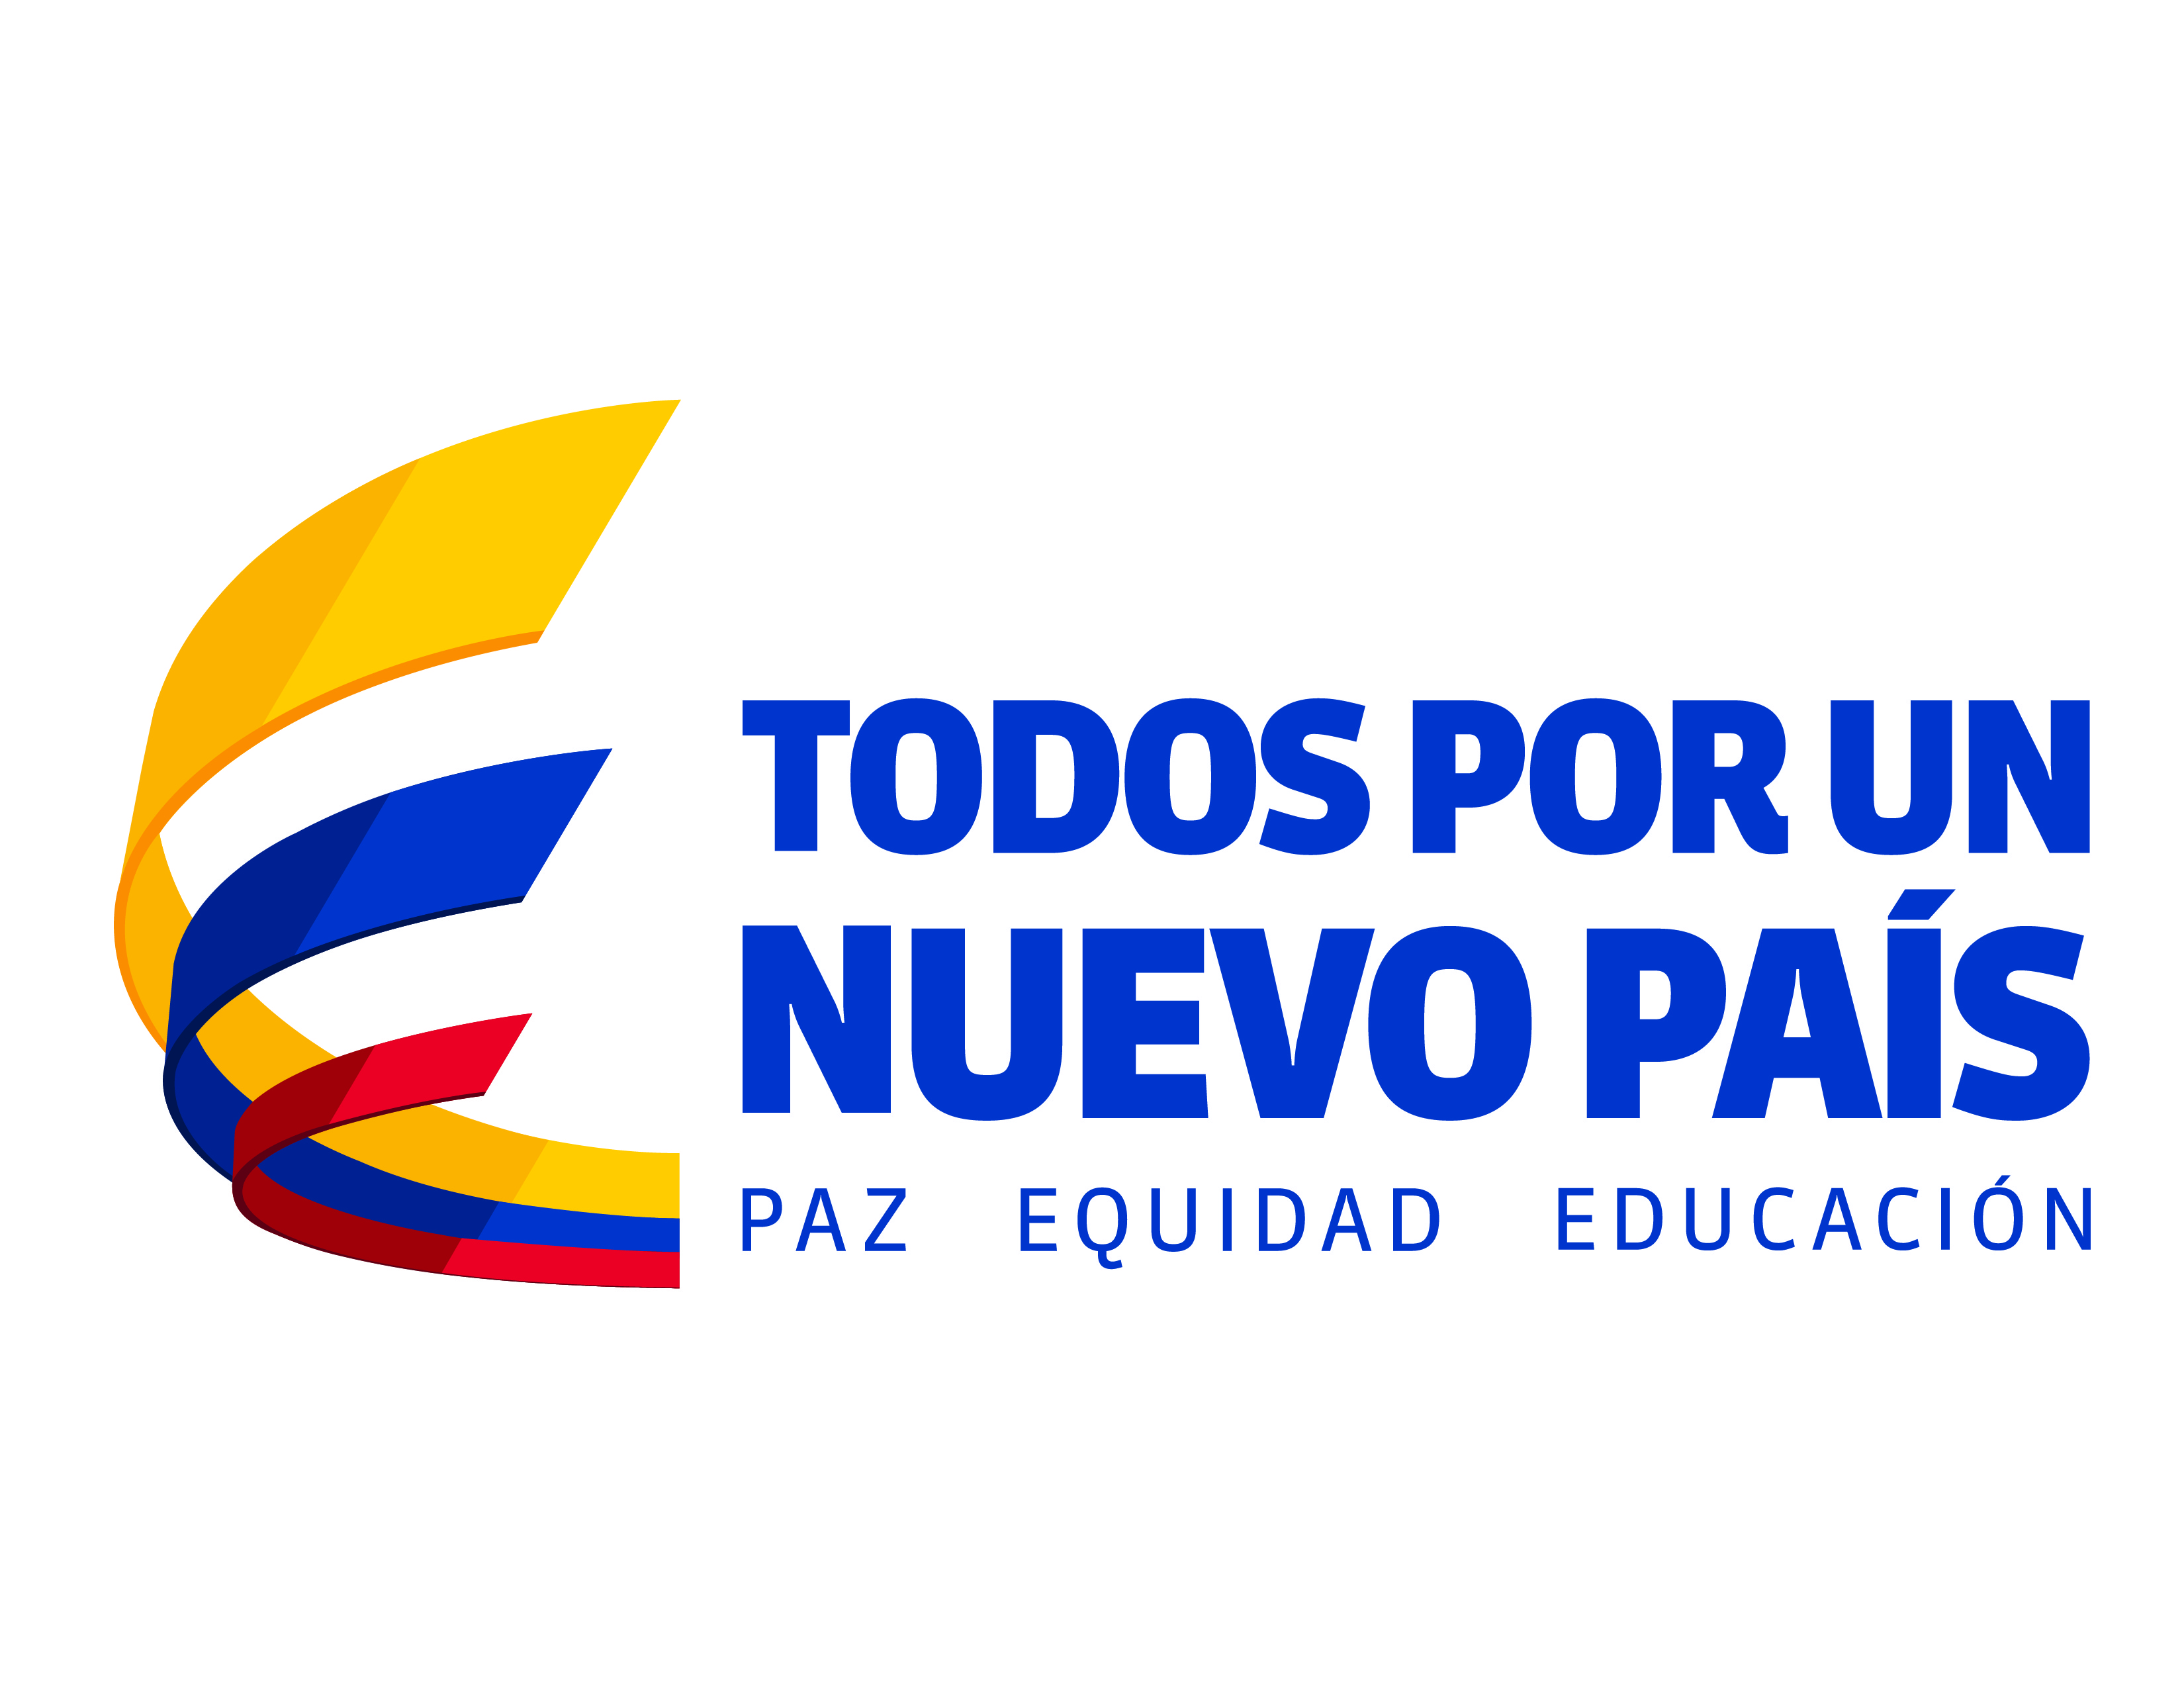 TODOS POR UN
NUEVO PAÍS
PAZ EQUIDAD EDUCACIÓN